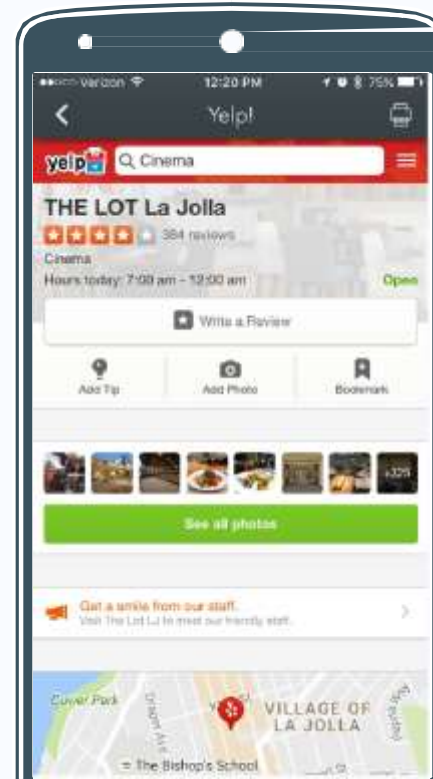 Verizon 12:20 PM 75%
Yelp!
yelp Cinema
THE LOT La Jolla
384 reviews
Cinema
Hours today: 7:00 am - 12:00 am Open
Write a Review
Add Tip Add Photo Bookmark
+325
See all photos
Get a smile from our staff.
Visit The Lot LJ to meet our friendly staff.
Cuvier Park
Draper Ave
VILLAGE OF
LA JOLLA
The Bishop's School